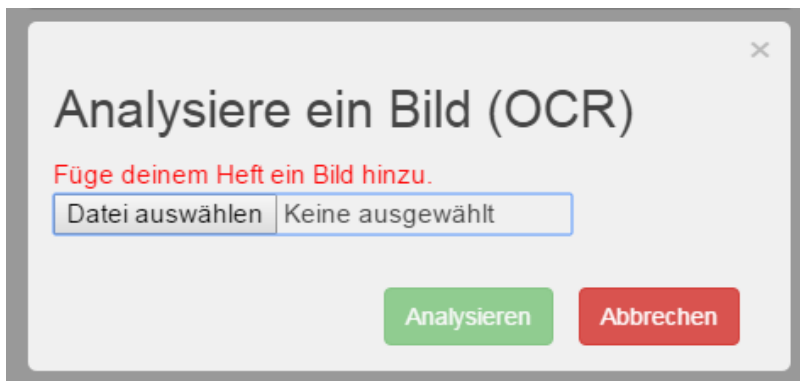 ×
Analysiere ein Bild (OCR)
Füge deinem Heft ein Bild hinzu.
Datei auswählen Keine ausgewählt
Analysieren Abbrechen